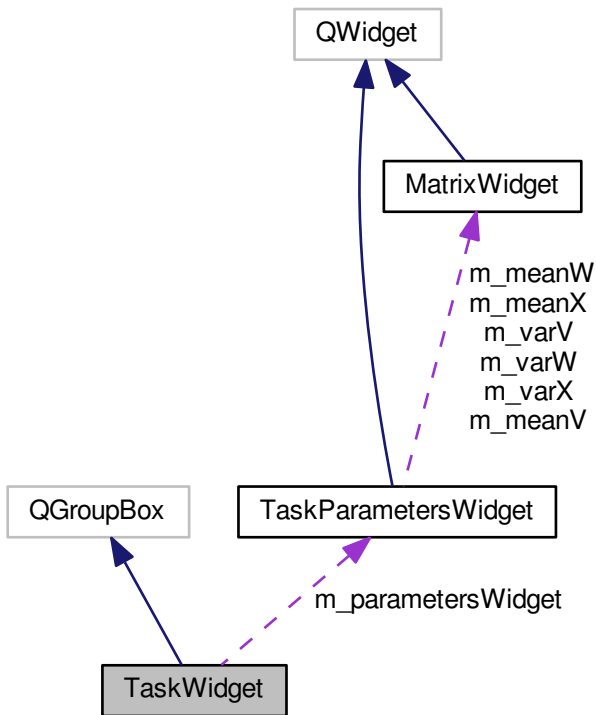 QWidget
MatrixWidget
m_meanW
m_meanX
m_varV
m_varW
m_varX
m_meanV
QGroupBox
TaskParametersWidget
m_parametersWidget
TaskWidget